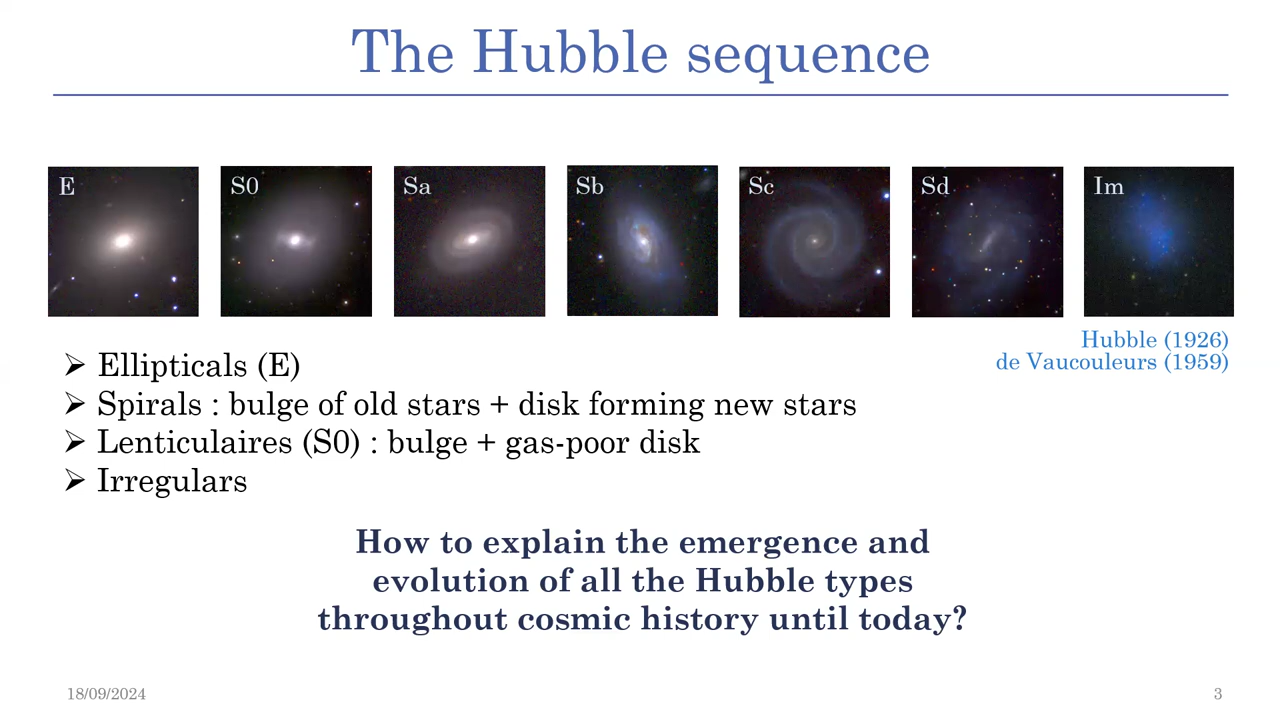 The Hubble sequence
E
S0
Sa
Sb
Sc
Sd
Im
Hubble (1926)
de Vaucouleurs (1959)
➢ Ellipticals (E)
➢ Spirals : bulge of old stars + disk forming new stars
➢ Lenticulaires (S0) : bulge + gas-poor disk
➢ Irregulars
How to explain the emergence and
evolution of all the Hubble types
throughout cosmic history until today?
18/09/2024
3